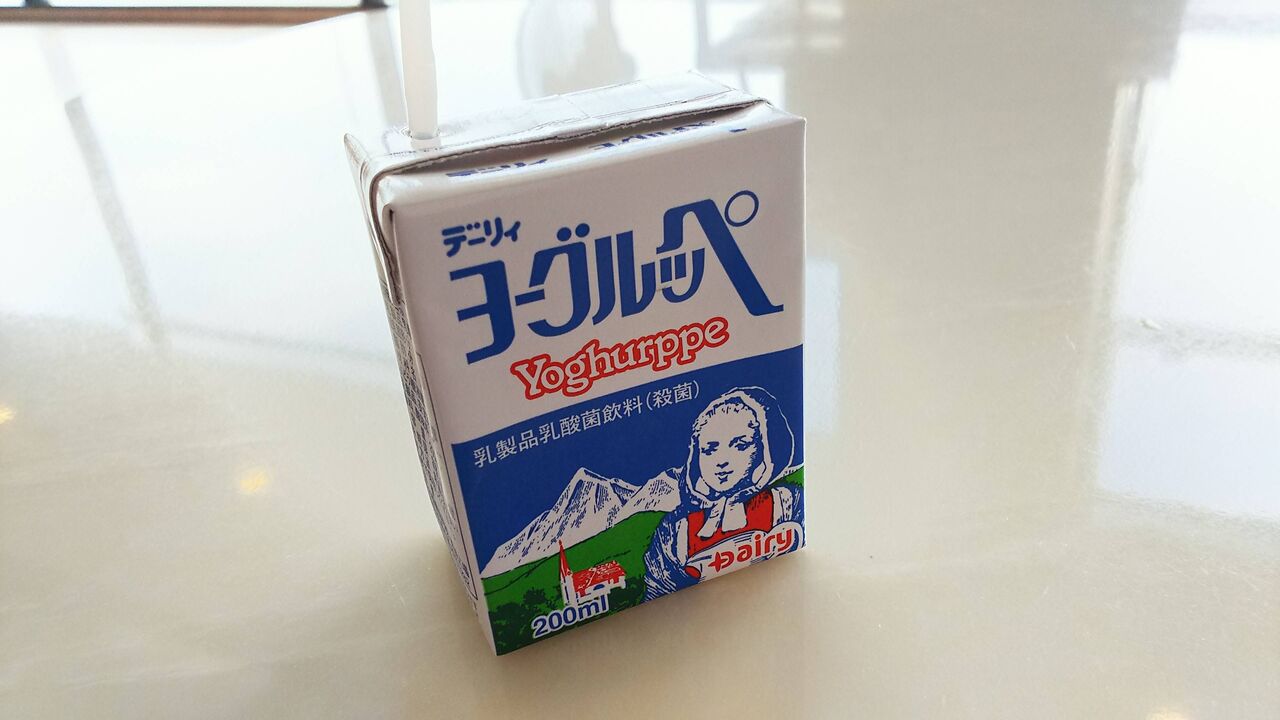 デーリィ
ヨーグルッペ
Yoghurppe
乳製品乳酸菌飲料(殺菌)
Dairy
200ml